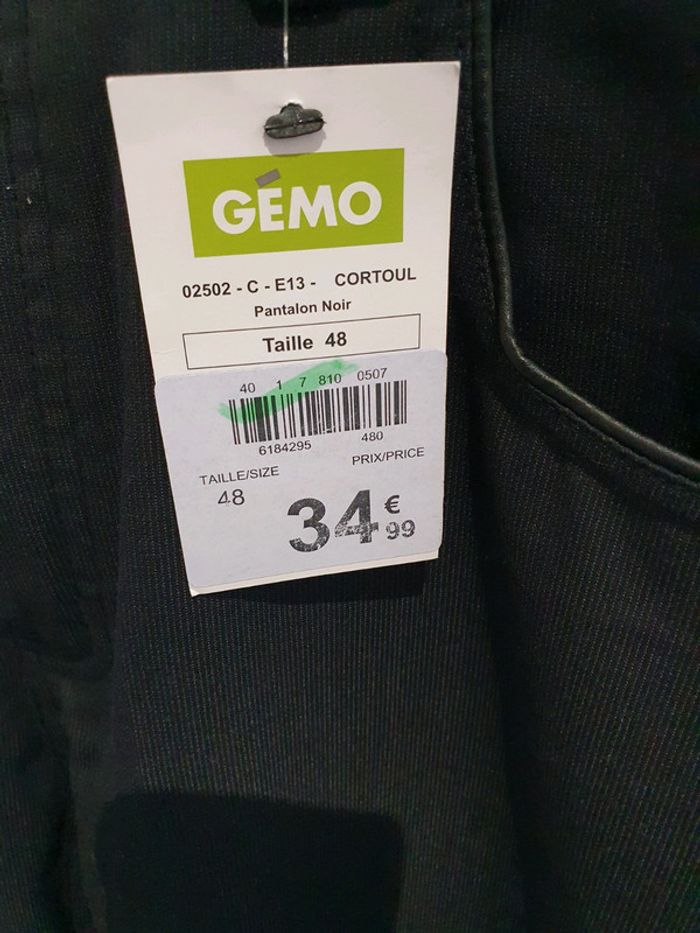 GÉMO
02502 - C - E13 - CORTOUL
Pantalon Noir
Taille 48
40 1 7 810 0507
6184295 480
TAILLE/SIZE PRIX/PRICE
48
34 € 99